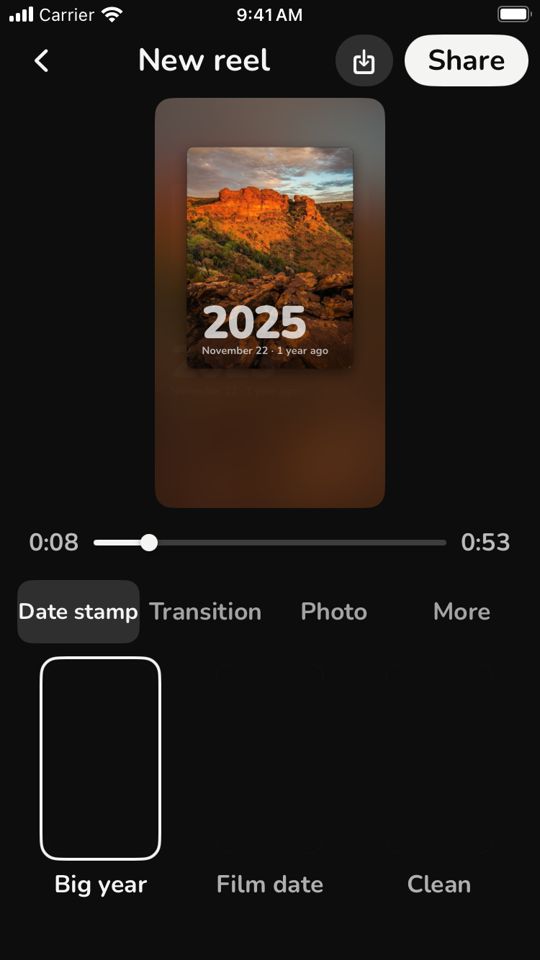 Carrier 9:41 AM
New reel
Share
2025
November 22 · 1 year ago
0:08 0:53
Date stamp Transition Photo More
Big year Film date Clean